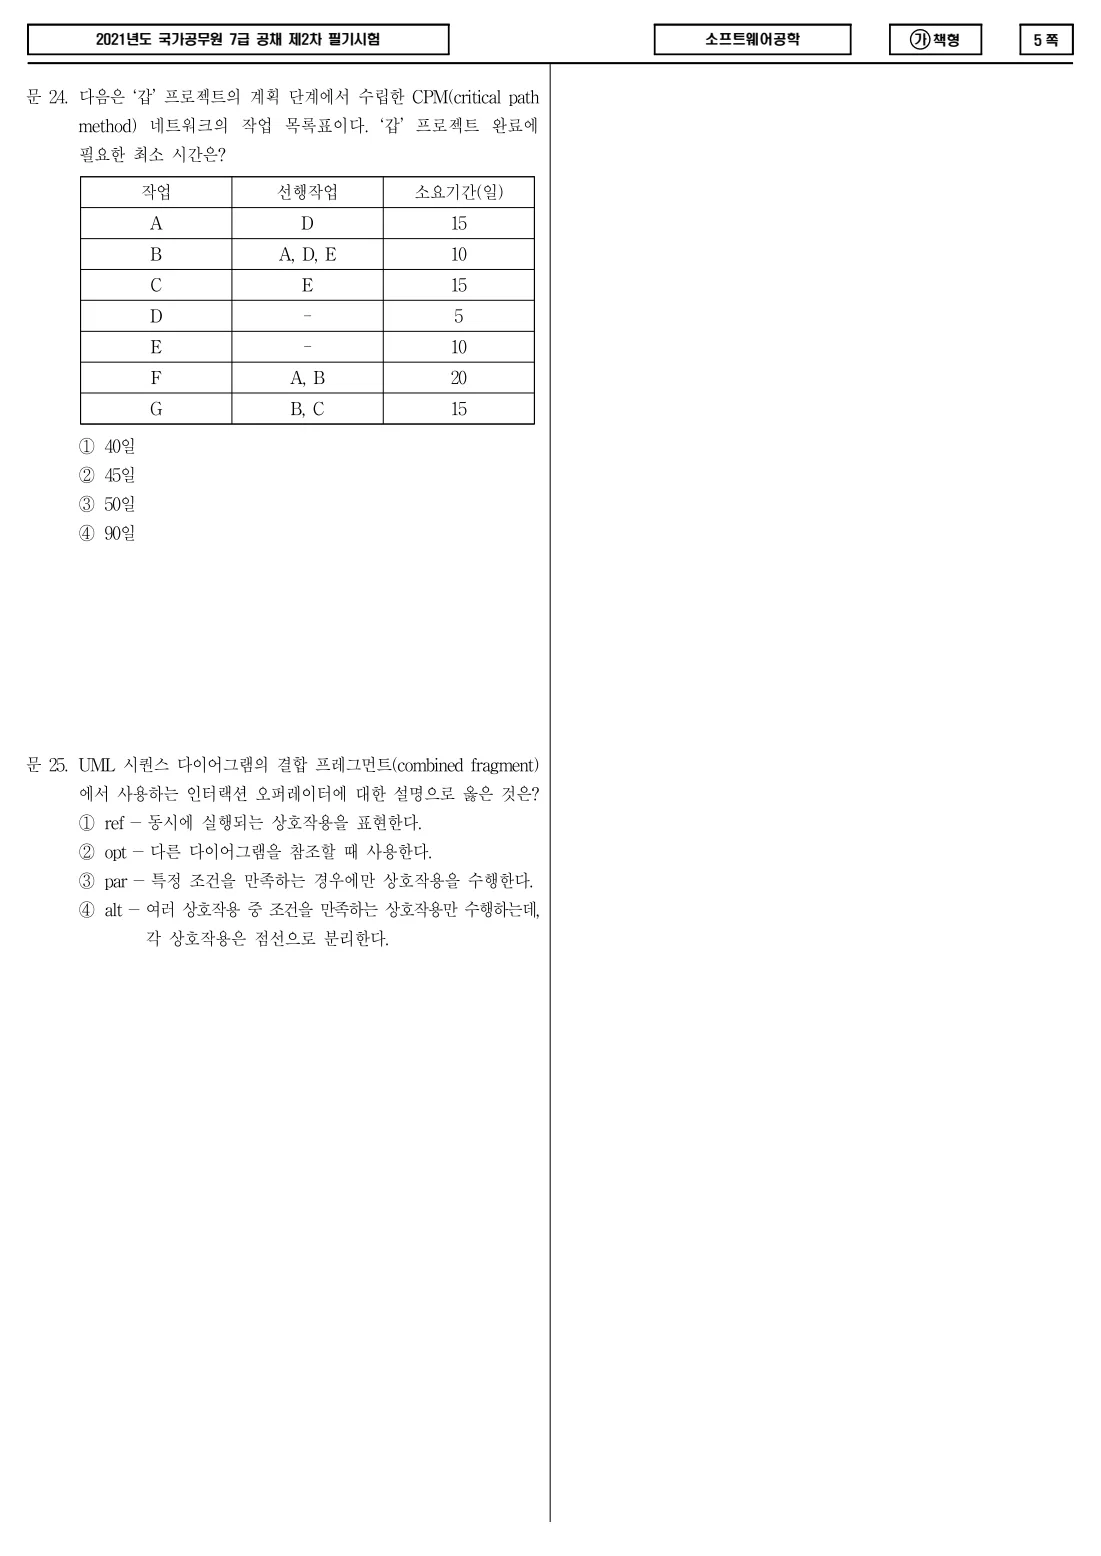 2021년도 국가공무원 7급 공채 제2차 필기시험
소프트웨어공학
㉮ 책형
5 쪽
문 24. 다음은 ‘갑’ 프로젝트의 계획 단계에서 수립한 CPM(critical path
method) 네트워크의 작업 목록표이다. ‘갑’ 프로젝트 완료에
필요한 최소 시간은?
작업 선행작업 소요기간(일)
A D 15
B A, D, E 10
C E 15
D - 5
E - 10
F A, B 20
G B, C 15
① 40일
② 45일
③ 50일
④ 90일
문 25. UML 시퀀스 다이어그램의 결합 프레그먼트(combined fragment)
에서 사용하는 인터랙션 오퍼레이터에 대한 설명으로 옳은 것은?
① ref - 동시에 실행되는 상호작용을 표현한다.
② opt - 다른 다이어그램을 참조할 때 사용한다.
③ par - 특정 조건을 만족하는 경우에만 상호작용을 수행한다.
④ alt - 여러 상호작용 중 조건을 만족하는 상호작용만 수행하는데,
각 상호작용은 점선으로 분리한다.